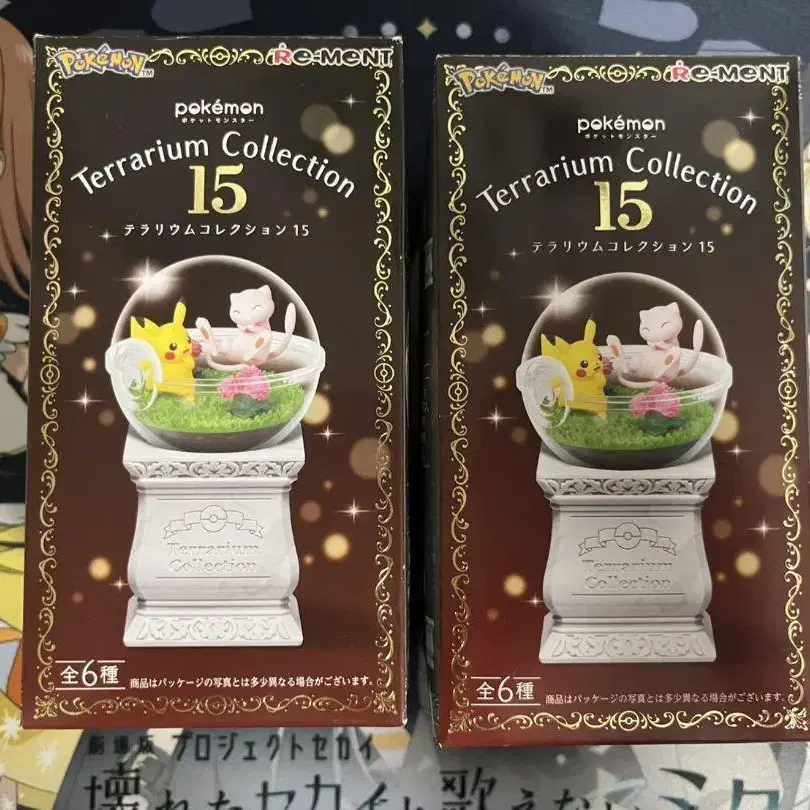 POKÉMON™
Re-MENT
pokémon
ポケットモンスター
Terrarium Collection
15
テラリウムコレクション 15
Terrarium
Collection
全6種
商品はパッケージの写真とは多少異なる場合がございます。
POKÉMON™
Re-MENT
pokémon
ポケットモンスター
Terrarium Collection
15
テラリウムコレクション 15
Terrarium
Collection
全6種
商品はパッケージの写真とは多少異なる場合がございます。
劇場版 プロジェクトセカイ
壊れたセカイと歌えないミク